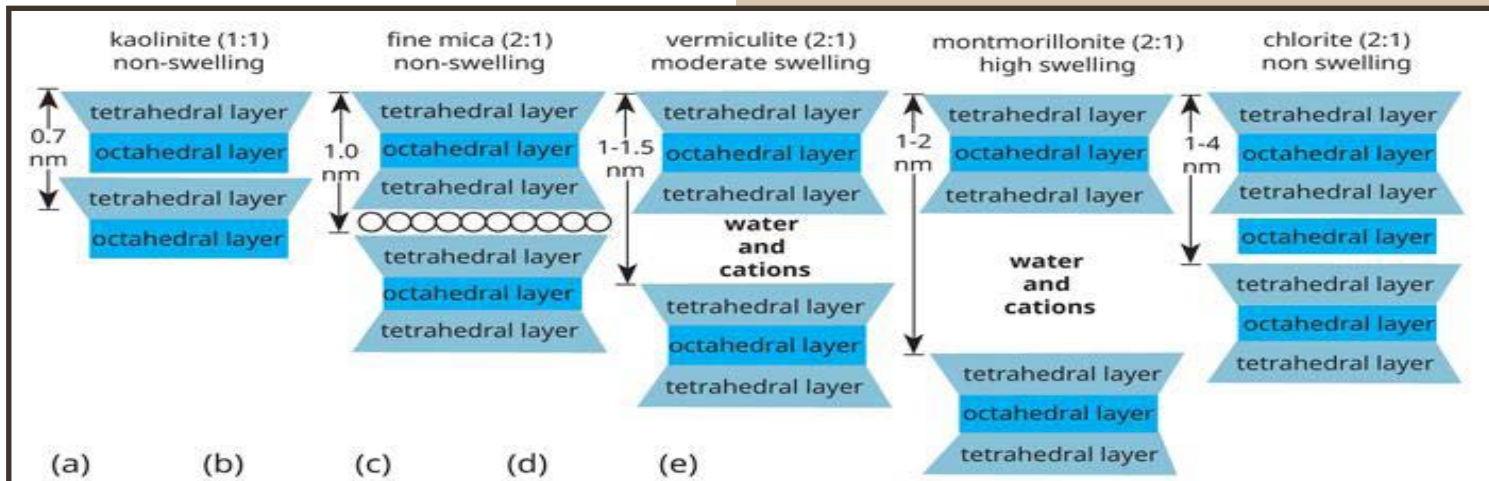 kaolinite (1:1)
non-swelling
0.7
nm
tetrahedral layer
octahedral layer
tetrahedral layer
octahedral layer
fine mica (2:1)
non-swelling
1.0
nm
tetrahedral layer
octahedral layer
tetrahedral layer
tetrahedral layer
octahedral layer
tetrahedral layer
vermiculite (2:1)
moderate swelling
1-1.5
nm
tetrahedral layer
octahedral layer
tetrahedral layer
water
and
cations
tetrahedral layer
octahedral layer
tetrahedral layer
montmorillonite (2:1)
high swelling
1-2
nm
tetrahedral layer
octahedral layer
tetrahedral layer
water
and
cations
tetrahedral layer
octahedral layer
tetrahedral layer
chlorite (2:1)
non swelling
1-4
nm
tetrahedral layer
octahedral layer
tetrahedral layer
octahedral layer
tetrahedral layer
octahedral layer
tetrahedral layer
(a) (b) (c) (d) (e)